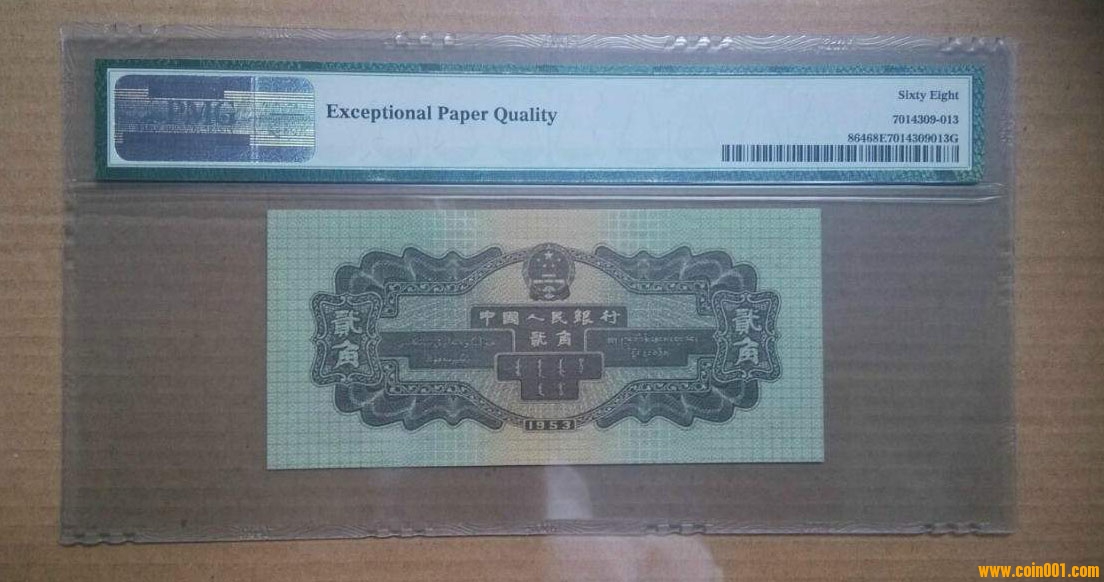 PMG
Exceptional Paper Quality
Sixty Eight
7014309-013
86468E7014309013G
中國人民銀行
貳角
貳角
貳角
1953
www.coin001.com